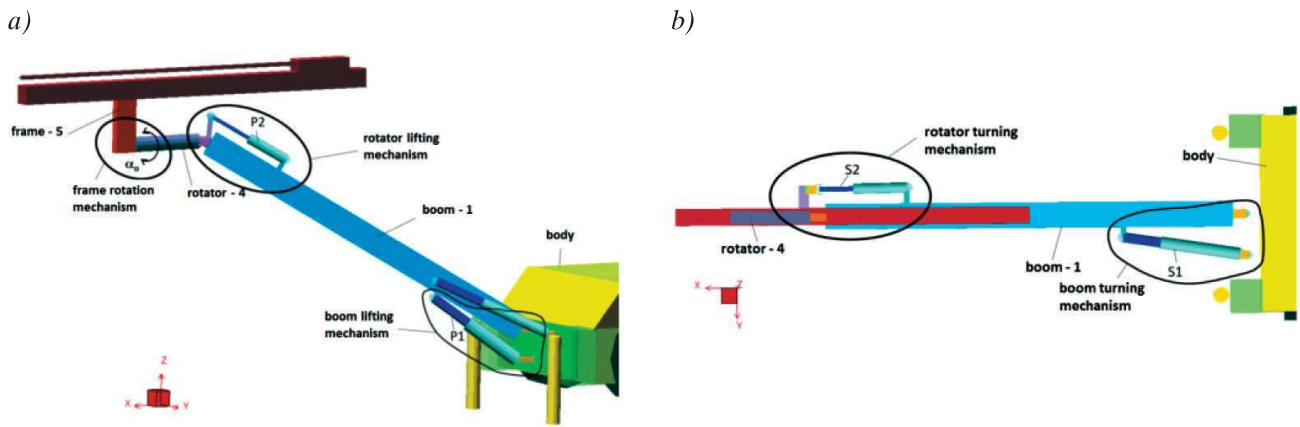 a)
P2
frame - 5
rotator lifting
mechanism
αo
frame rotation
mechanism
rotator - 4
boom - 1
body
boom lifting
mechanism
P1
Z
X
Y
b)
rotator turning
mechanism
body
S2
rotator - 4
boom - 1
S1
boom turning
mechanism
X
Z
Y